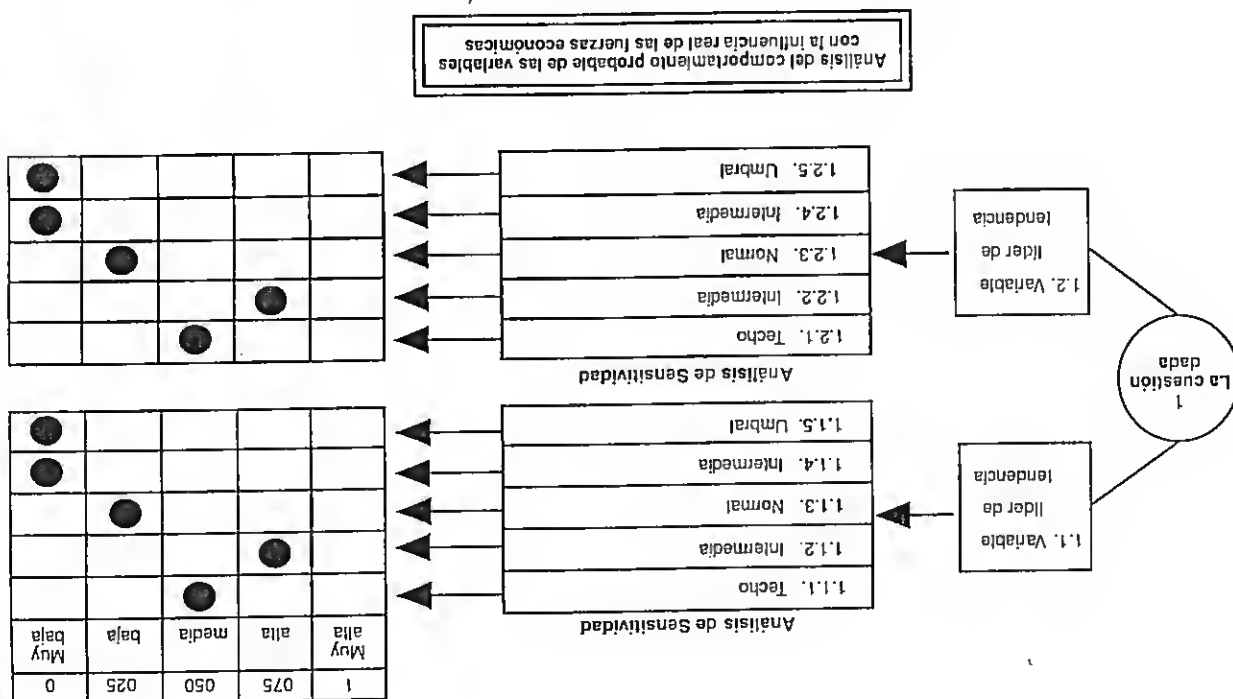 1 075 050 025 0
Muy alta
alta
media
baja
Muy baja
Análisis de Sensitividad
1.1.1. Techo
1.1.2. Intermedia
1.1.3. Normal
1.1.4. Intermedia
1.1.5. Umbral
1.1. Variable
líder de
tendencia
1
La cuestión
dada
Análisis de Sensitividad
1.2.1. Techo
1.2.2. Intermedia
1.2.3. Normal
1.2.4. Intermedia
1.2.5. Umbral
1.2. Variable
líder de
tendencia
Análisis del comportamiento probable de las variables
con la influencia real de las fuerzas económicas